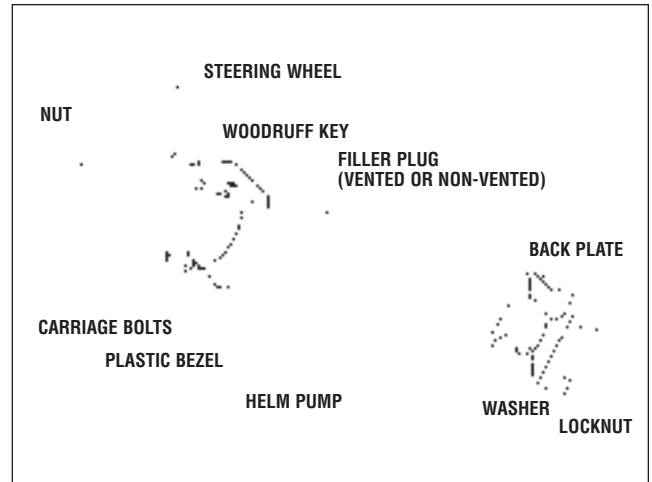 STEERING WHEEL
NUT
WOODRUFF KEY
FILLER PLUG
(VENTED OR NON-VENTED)
BACK PLATE
CARRIAGE BOLTS
PLASTIC BEZEL
HELM PUMP
WASHER
LOCKNUT